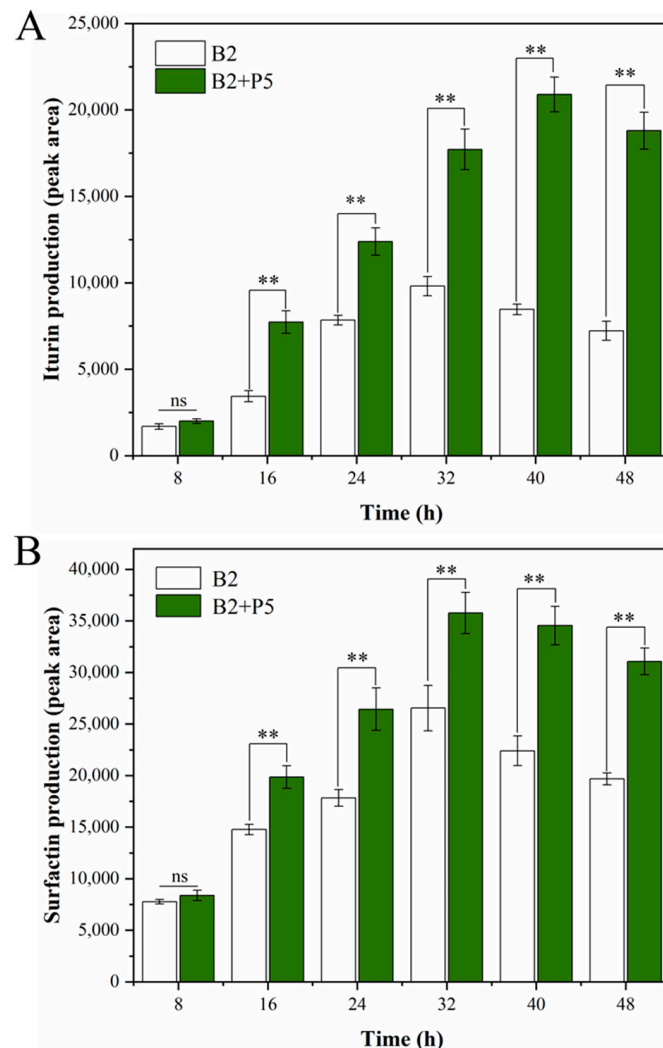 A
25,000
B2
B2+P5
20,000
15,000
10,000
5,000
0
Iturin production (peak area)
ns
**
**
**
**
**
8 16 24 32 40 48
Time (h)
B
40,000
B2
B2+P5
35,000
30,000
25,000
20,000
15,000
10,000
5,000
0
Surfactin production (peak area)
ns
**
**
**
**
**
8 16 24 32 40 48
Time (h)